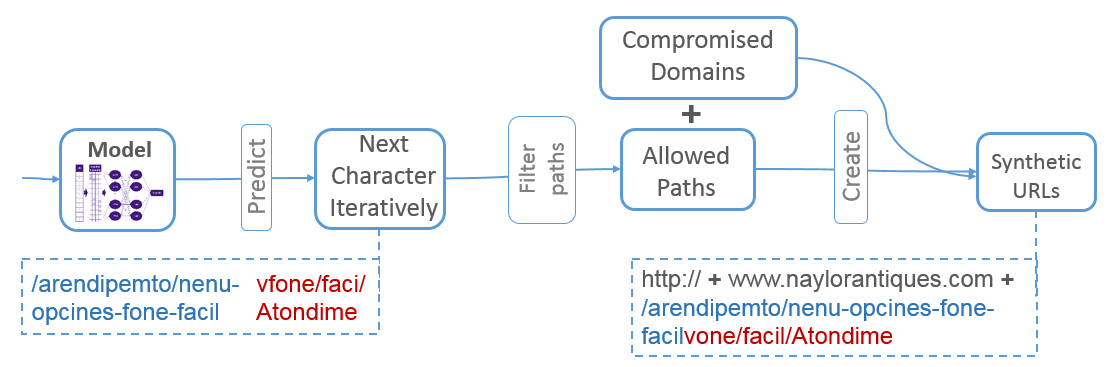 Compromised
Domains
+
Model
Predict
Next
Character
Iteratively
Filter
paths
Allowed
Paths
Create
Synthetic
URLs
/arendipemto/nenu-
opcines-fone-facil
vfone/faci/
Atondime
http:// + www.naylorantiques.com +
/arendipemto/nenu-opcines-fone-
facilvone/facil/Atondime